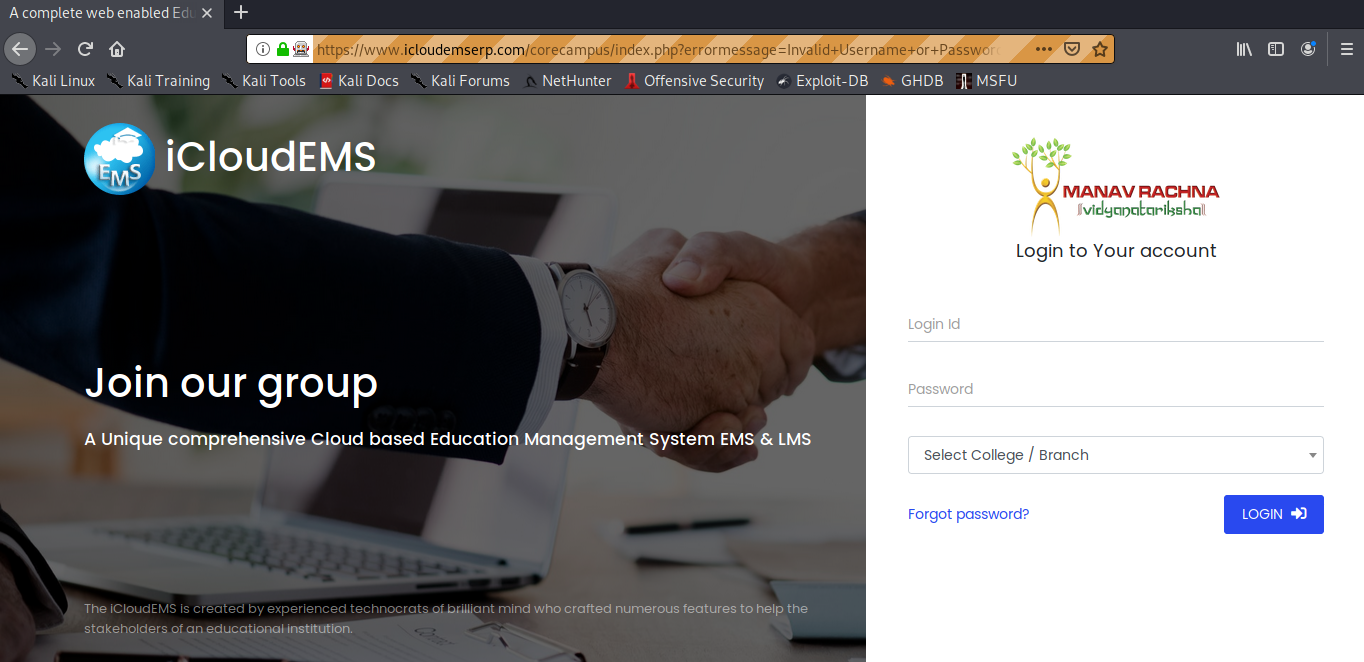 A complete web enabled Edu
https://www.icloudemserp.com/corecampus/index.php?errormessage=Invalid+Username+or+Passwor
Kali Linux Kali Training Kali Tools Kali Docs Kali Forums NetHunter Offensive Security Exploit-DB GHDB MSFU
EMS
iCloudEMS
Join our group
A Unique comprehensive Cloud based Education Management System EMS & LMS
The iCloudEMS is created by experienced technocrats of brilliant mind who crafted numerous features to help the
stakeholders of an educational institution.
MANAV RACHNA
vidyanatariksha
Login to Your account
Login Id
Password
Select College / Branch
Forgot password?
LOGIN